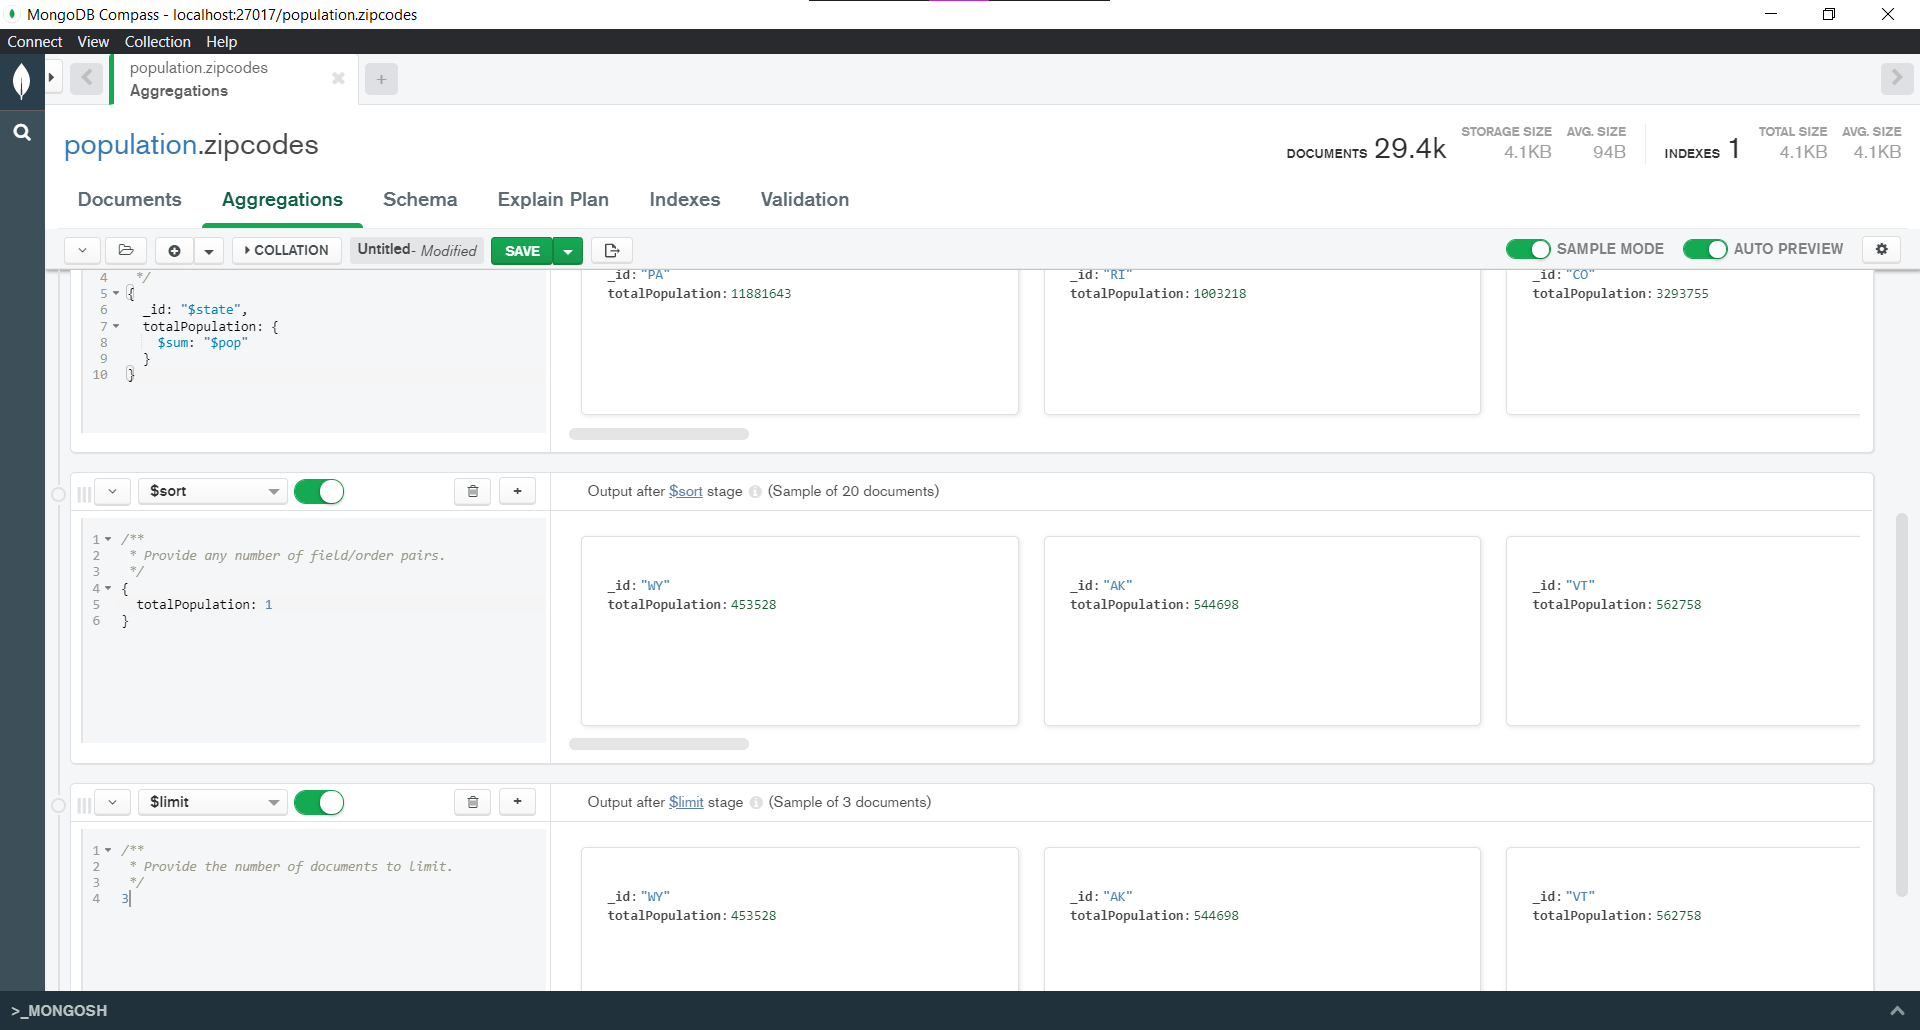 MongoDB Compass - localhost:27017/population.zipcodes
Connect View Collection Help
population.zipcodes
Aggregations
population.zipcodes
DOCUMENTS 29.4k STORAGE SIZE 4.1KB AVG. SIZE 94B INDEXES 1 TOTAL SIZE 4.1KB AVG. SIZE 4.1KB
Documents Aggregations Schema Explain Plan Indexes Validation
COLLATION Untitled- Modified SAVE SAMPLE MODE AUTO PREVIEW
4 */
5 {
6 _id: "$state",
7 totalPopulation: {
8 $sum: "$pop"
9 }
10 }
_id: "PA"
totalPopulation: 11881643
_id: "RI"
totalPopulation: 1003218
_id: "CO"
totalPopulation: 3293755
$sort
Output after $sort stage (Sample of 20 documents)
1 /**
2 * Provide any number of field/order pairs.
3 */
4 {
5 totalPopulation: 1
6 }
_id: "WY"
totalPopulation: 453528
_id: "AK"
totalPopulation: 544698
_id: "VT"
totalPopulation: 562758
$limit
Output after $limit stage (Sample of 3 documents)
1 /**
2 * Provide the number of documents to limit.
3 */
4 3
_id: "WY"
totalPopulation: 453528
_id: "AK"
totalPopulation: 544698
_id: "VT"
totalPopulation: 562758
>_MONGOSH